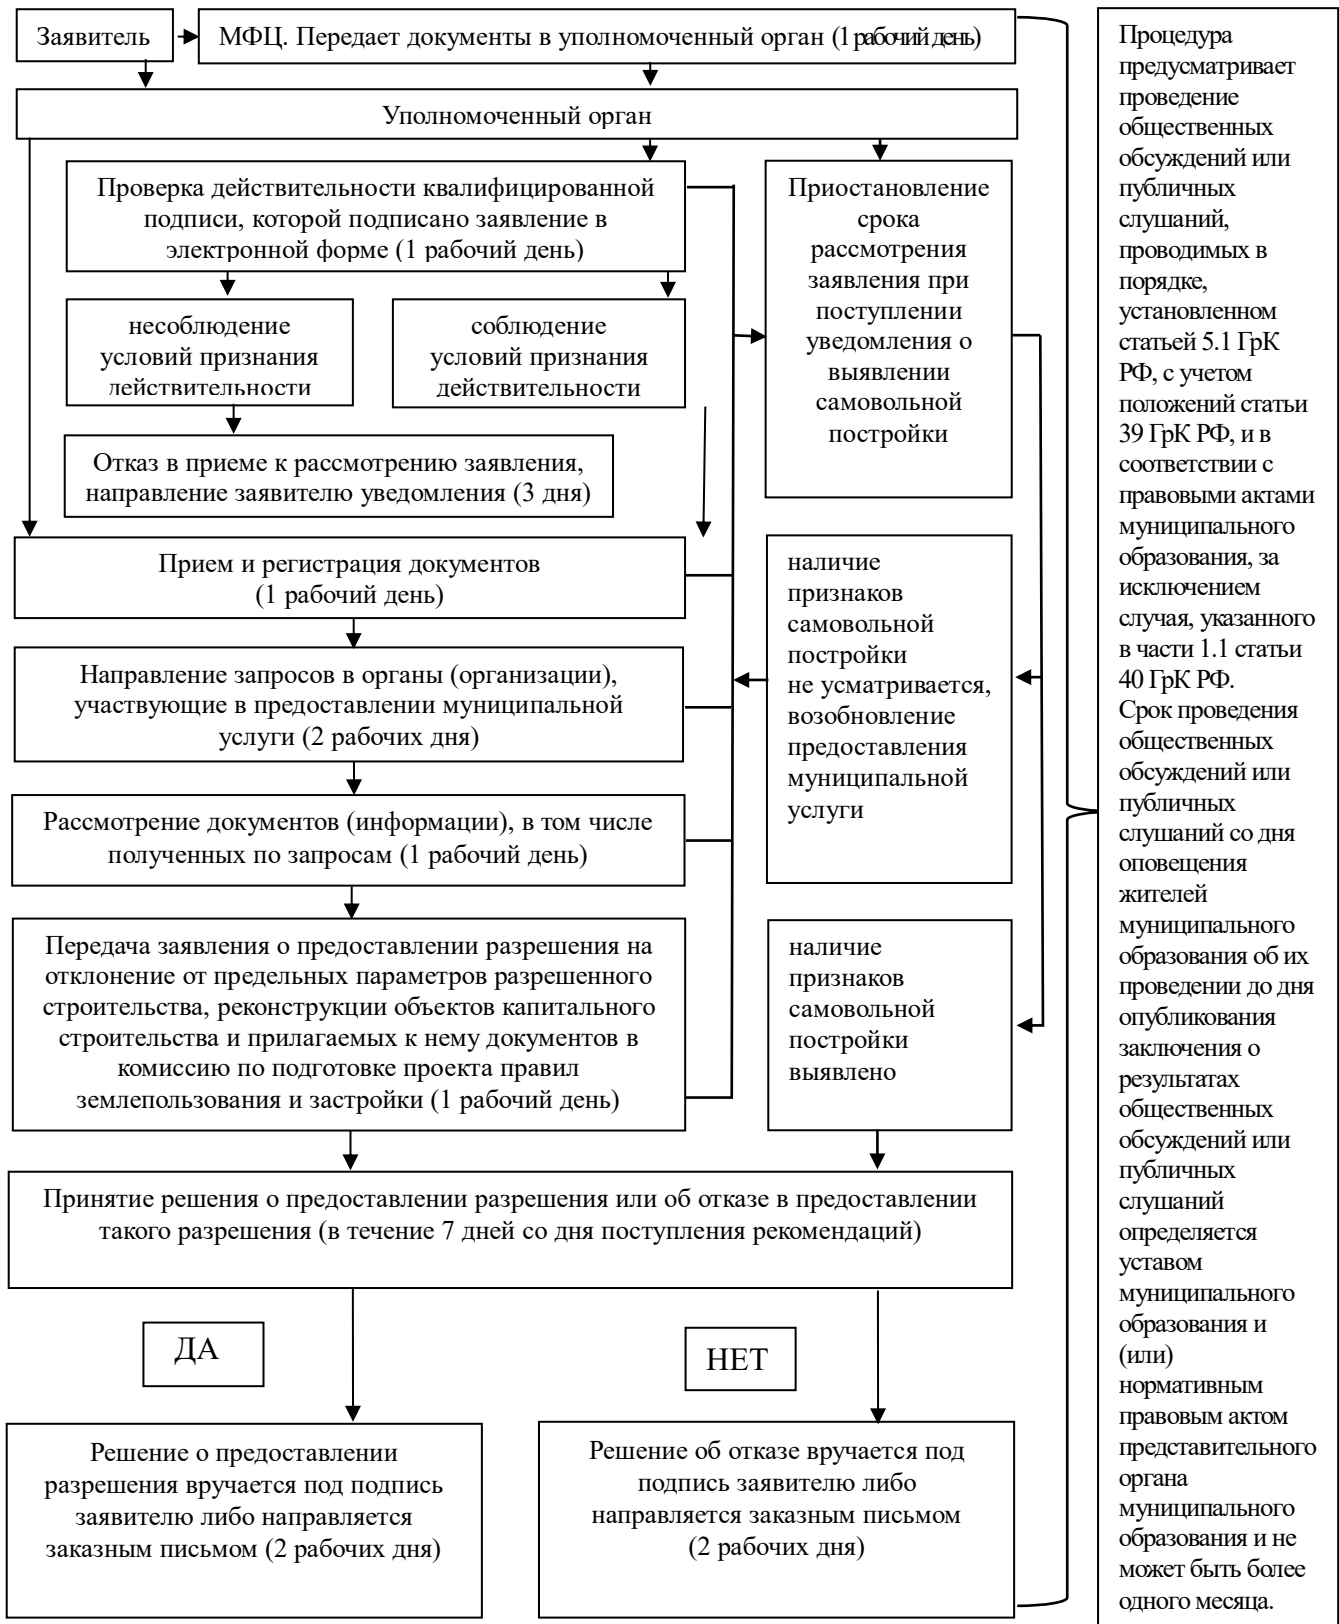 Заявитель
МФЦ. Передает документы в уполномоченный орган (1рабочий день)
Уполномоченный орган
Проверка действительности квалифицированной
подписи, которой подписано заявление в
электронной форме (1 рабочий день)
несоблюдение
условий признания
действительности
соблюдение
условий признания
действительности
Отказ в приеме к рассмотрению заявления,
направление заявителю уведомления (3 дня)
Приостановление
срока
рассмотрения
заявления при
поступлении
уведомления о
выявлении
самовольной
постройки
Прием и регистрация документов
(1 рабочий день)
Направление запросов в органы (организации),
участвующие в предоставлении муниципальной
услуги (2 рабочих дня)
наличие
признаков
самовольной
постройки
не усматривается,
возобновление
предоставления
муниципальной
услуги
Рассмотрение документов (информации), в том числе
полученных по запросам (1 рабочий день)
Передача заявления о предоставлении разрешения на
отклонение от предельных параметров разрешенного
строительства, реконструкции объектов капитального
строительства и прилагаемых к нему документов в
комиссию по подготовке проекта правил
землепользования и застройки (1 рабочий день)
наличие
признаков
самовольной
постройки
выявлено
Принятие решения о предоставлении разрешения или об отказе в предоставлении
такого разрешения (в течение 7 дней со дня поступления рекомендаций)
ДА
НЕТ
Решение о предоставлении
разрешения вручается под подпись
заявителю либо направляется
заказным письмом (2 рабочих дня)
Решение об отказе вручается под
подпись заявителю либо
направляется заказным письмом
(2 рабочих дня)
Процедура
предусматривает
проведение
общественных
обсуждений или
публичных
слушаний,
проводимых в
порядке,
установленном
статьей 5.1 ГрК
РФ, с учетом
положений статьи
39 ГрК РФ, и в
соответствии с
правовыми актами
муниципального
образования, за
исключением
случая, указанного
в части 1.1 статьи
40 ГрК РФ.
Срок проведения
общественных
обсуждений или
публичных
слушаний со дня
оповещения
жителей
муниципального
образования об их
проведении до дня
опубликования
заключения о
результатах
общественных
обсуждений или
публичных
слушаний
определяется
уставом
муниципального
образования и
(или)
нормативным
правовым актом
представительного
органа
муниципального
образования и не
может быть более
одного месяца.